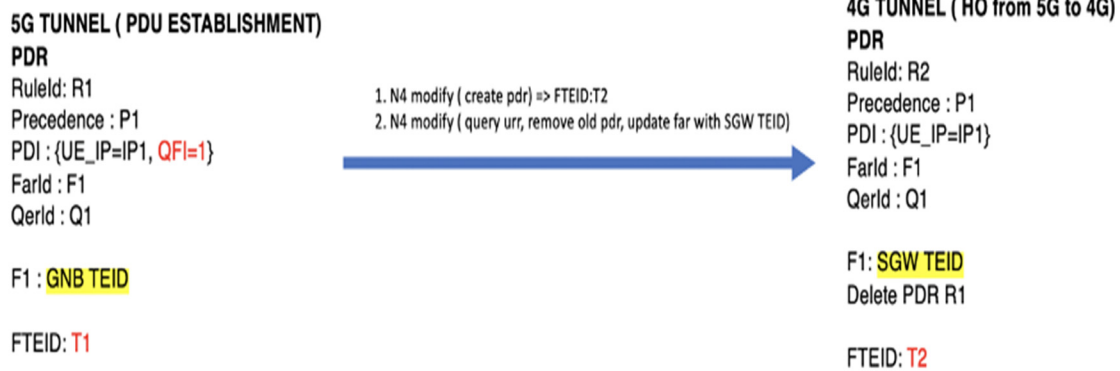 5G TUNNEL ( PDU ESTABLISHMENT)
PDR
RuleId: R1
Precedence : P1
PDI : {UE_IP=IP1, QFI=1}
FarId : F1
QerId : Q1
F1 : GNB TEID
FTEID: T1
1. N4 modify ( create pdr) => FTEID:T2
2. N4 modify ( query urr, remove old pdr, update far with SGW TEID)
4G TUNNEL ( HO from 5G to 4G)
PDR
RuleId: R2
Precedence : P1
PDI : {UE_IP=IP1}
FarId : F1
QerId : Q1
F1: SGW TEID
Delete PDR R1
FTEID: T2